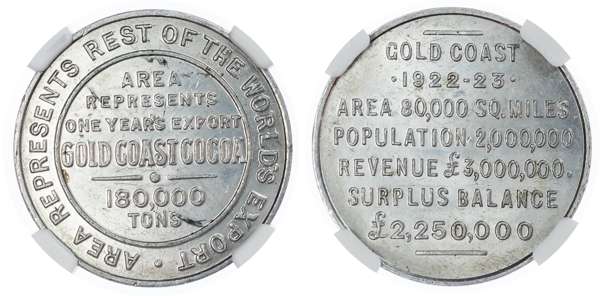 AREA REPRESENTS REST OF THE WORLD'S EXPORT ·
AREA
REPRESENTS
ONE YEAR'S EXPORT
GOLD COAST COCOA
180,000
TONS
GOLD COAST
· 1922-23 ·
AREA 80,000 SQ. MILES.
POPULATION · 2,000,000
REVENUE £3,000,000.
SURPLUS BALANCE
£2,250,000